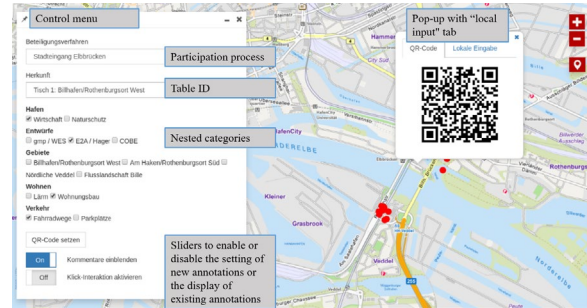 Control menu
Beteiligungsverfahren
Stadteingang Elbbrücken
Participation process
Herkunft
Tisch 1: Billhafen/Rothenburgsort West
Table ID
Hafen
Wirtschaft Naturschutz
Entwürfe
gmp / WES E2A / Hager COBE
Nested categories
Gebiete
Billhafen/Rothenburgsort West Am Haken/Rothenburgsort Süd
Nördliche Veddel Flusslandschaft Bille
Wohnen
Lärm Wohnungsbau
Verkehr
Fahrradwege Parkplätze
QR-Code setzen
On Kommentare einblenden
Off Klick-Interaktion aktivieren
Sliders to enable or
disable the setting of
new annotations or
the display of
existing annotations
Pop-up with “local
input" tab
QR-Code Lokale Eingabe
HafenCity
NORDERELBE
Kleiner
Grasbrook
Veddel